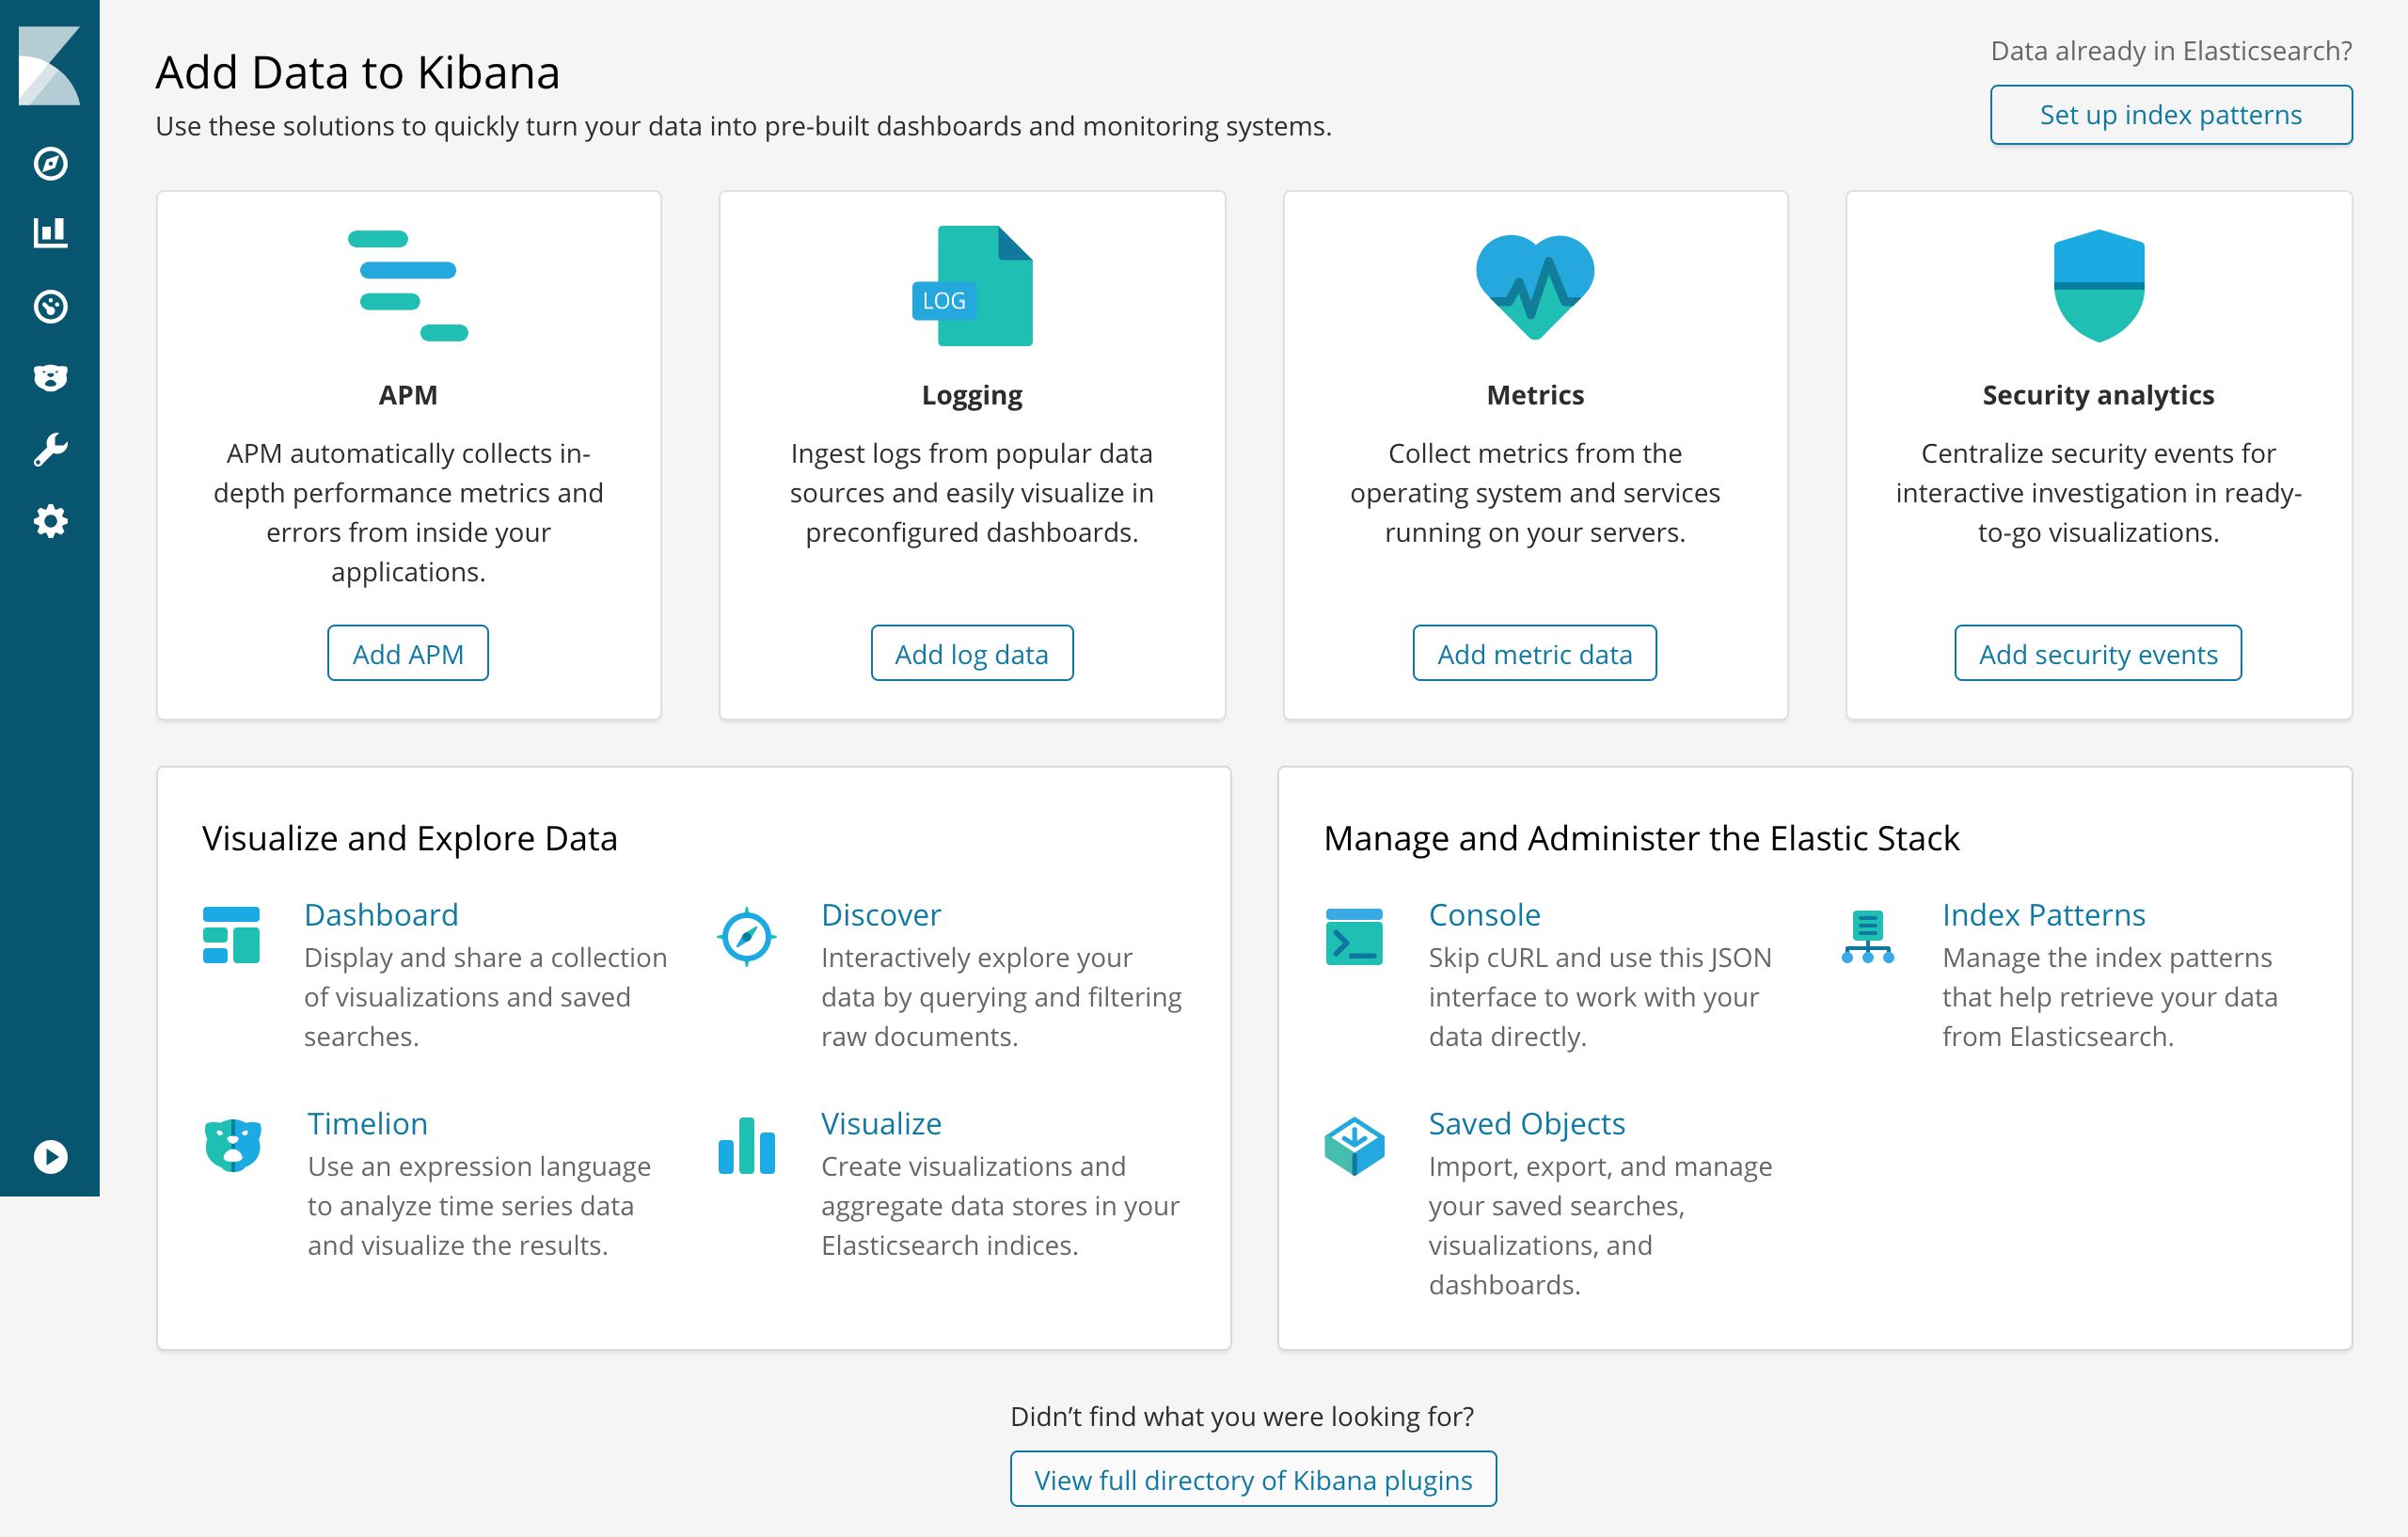 Add Data to Kibana
Use these solutions to quickly turn your data into pre-built dashboards and monitoring systems.
Data already in Elasticsearch?
Set up index patterns
LOG
APM
APM automatically collects in-
depth performance metrics and
errors from inside your
applications.
Add APM
Logging
Ingest logs from popular data
sources and easily visualize in
preconfigured dashboards.
Add log data
Metrics
Collect metrics from the
operating system and services
running on your servers.
Add metric data
Security analytics
Centralize security events for
interactive investigation in ready-
to-go visualizations.
Add security events
Visualize and Explore Data
Dashboard
Display and share a collection
of visualizations and saved
searches.
Discover
Interactively explore your
data by querying and filtering
raw documents.
Timelion
Use an expression language
to analyze time series data
and visualize the results.
Visualize
Create visualizations and
aggregate data stores in your
Elasticsearch indices.
Manage and Administer the Elastic Stack
Console
Skip cURL and use this JSON
interface to work with your
data directly.
Index Patterns
Manage the index patterns
that help retrieve your data
from Elasticsearch.
Saved Objects
Import, export, and manage
your saved searches,
visualizations, and
dashboards.
Didn’t find what you were looking for?
View full directory of Kibana plugins